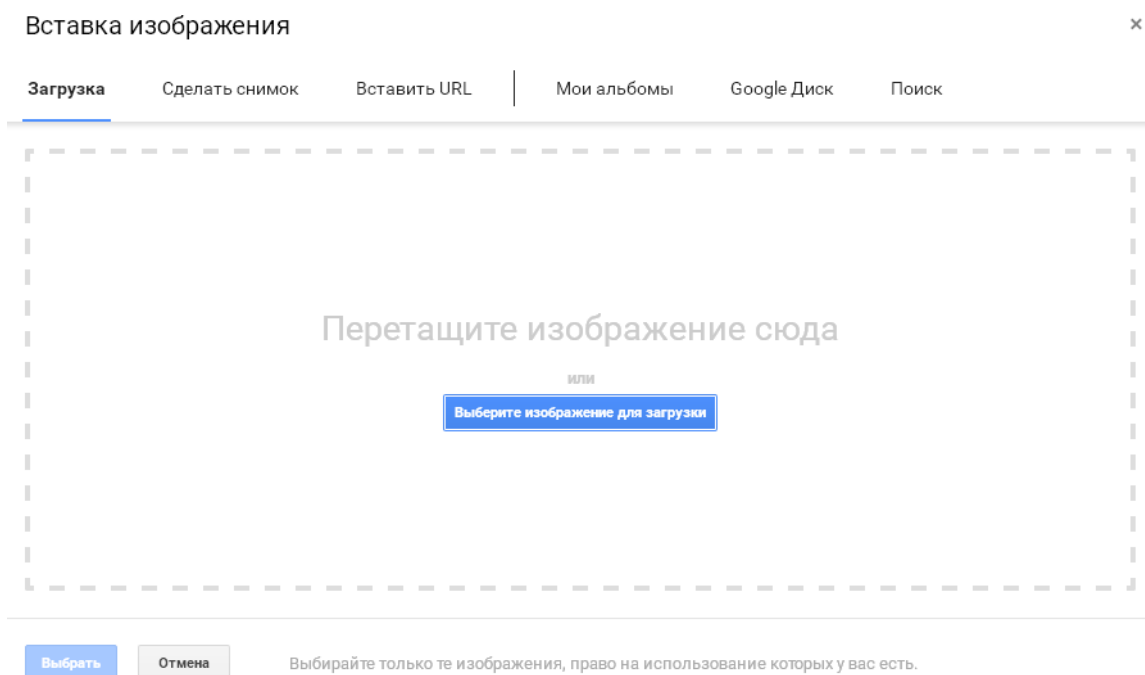 Вставка изображения
×
Загрузка Сделать снимок Вставить URL Мои альбомы Google Диск Поиск
Перетащите изображение сюда
или
Выберите изображение для загрузки
Выбрать Отмена Выбирайте только те изображения, право на использование которых у вас есть.